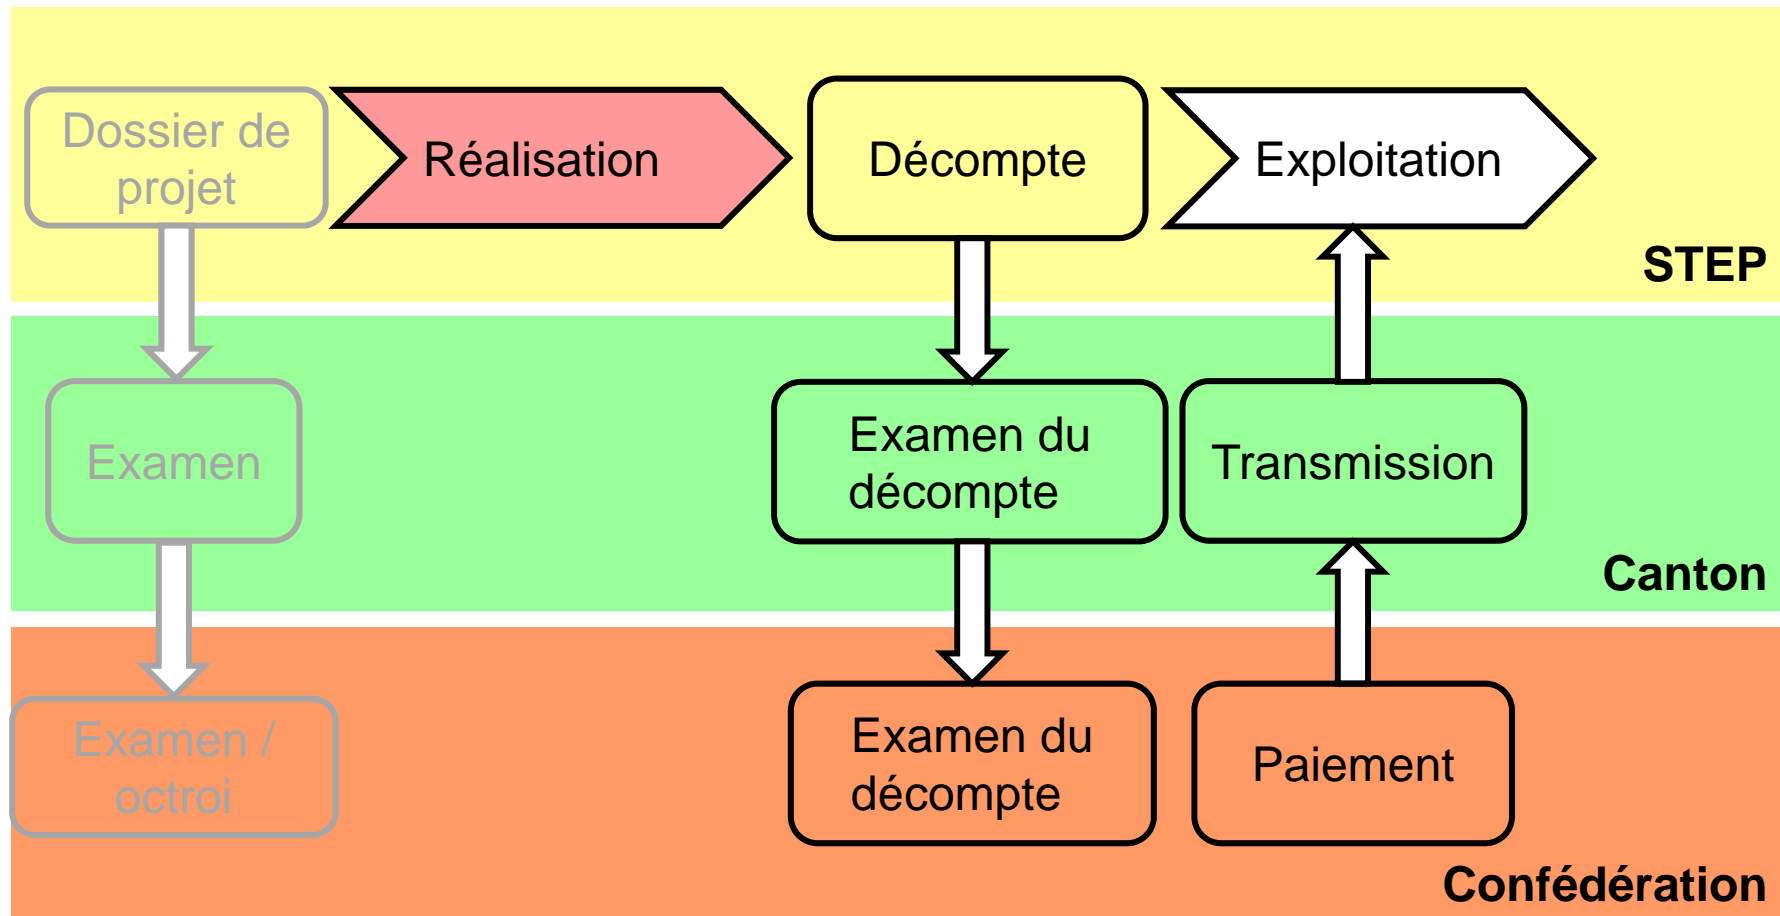 Dossier de
projet
Réalisation
Décompte
Exploitation
STEP
Examen
Examen du
décompte
Transmission
Canton
Examen /
octroi
Examen du
décompte
Paiement
Confédération